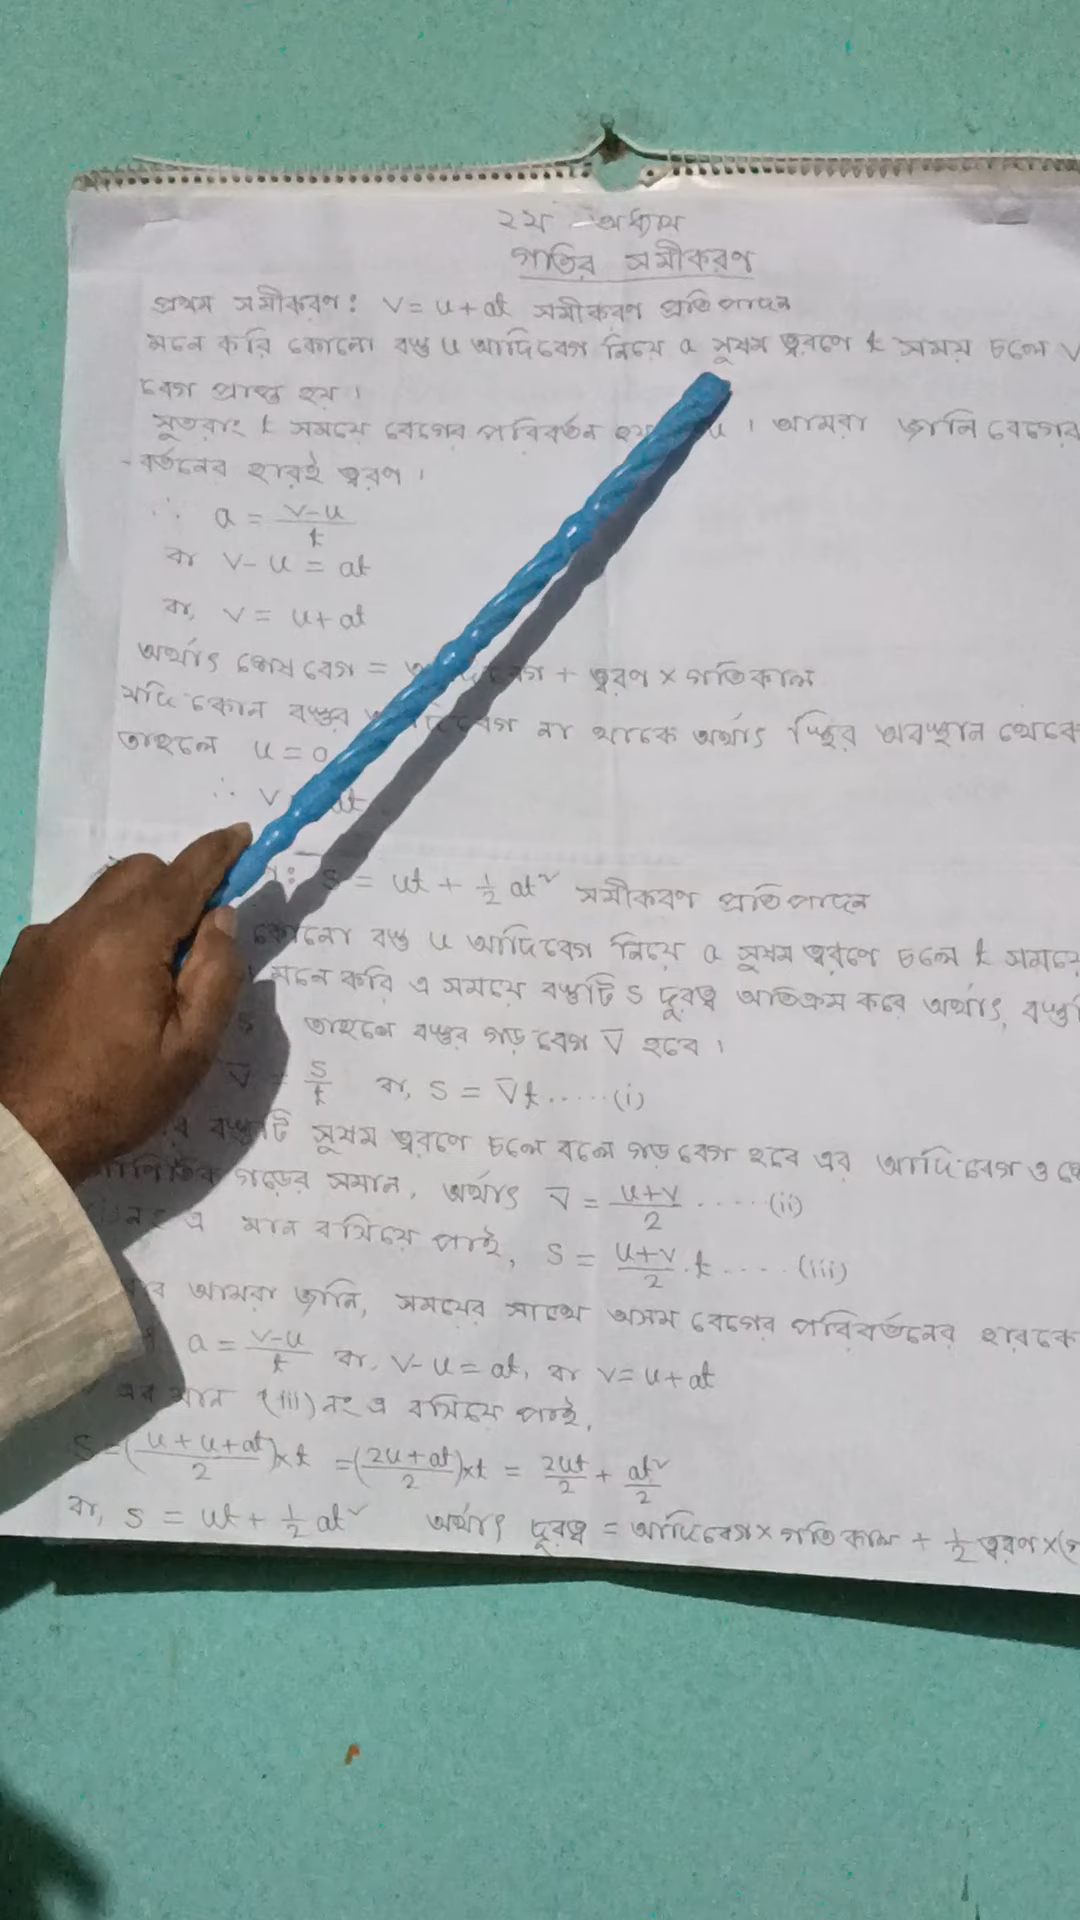 ২য় অধ্যায়
গতির সমীকরণ
প্রথম সমীকরণ: v = u + at সমীকরণ প্রতিপাদন
মনে করি কোনো বস্তু u আদিবেগ নিয়ে a সুষম ত্বরণে t সময় চলে v
বেগ প্রাপ্ত হয়।
সুতরাং t সময়ে বেগের পরিবর্তন হয় u । আমরা জানি বেগের
-বর্তনের হারই ত্বরণ।
∴ a = (v-u)/t
বা v - u = at
বা, v = u + at
অর্থাৎ শেষবেগ = + ত্বরণ × গতিকাল
যদি কোন বস্তুর আদিবেগ না থাকে অর্থাৎ স্থির অবস্থান থেকে
তাহলে u = 0
∴ v at
: s = ut + ½ at² সমীকরণ প্রতিপাদন
কোনো বস্তু u আদিবেগ নিয়ে a সুষম ত্বরণে চলে t সময়ে
মনে করি এ সময়ে বস্তুটি s দূরত্ব অতিক্রম করে অর্থাৎ,
s তাহলে বস্তুর গড় বেগ v̄ হবে।
v̄ = s/t বা, s = v̄t.....(i)
বস্তুটি সুষম ত্বরণে চলে বলে গড় বেগ হবে এর আদিবেগ ও
গড়ের সমান, অর্থাৎ v̄ = (u+v)/2 .....(ii)
নং এ মান বসিয়ে পাই, s = (u+v)/2 . t .....(iii)
আমরা জানি, সময়ের সাথে অসম বেগের পরিবর্তনের হারকে
a = (v-u)/t বা, v - u = at, বা v = u + at
এর মান (iii) নং এ বসিয়ে পাই,
s = ((u+u+at)/2)×t = ((2u+at)/2)×t = 2ut/2 + at²/2
বা, s = ut + ½ at² অর্থাৎ দূরত্ব = আদিবেগ × গতিকাল + ½ ত্বরণ × (